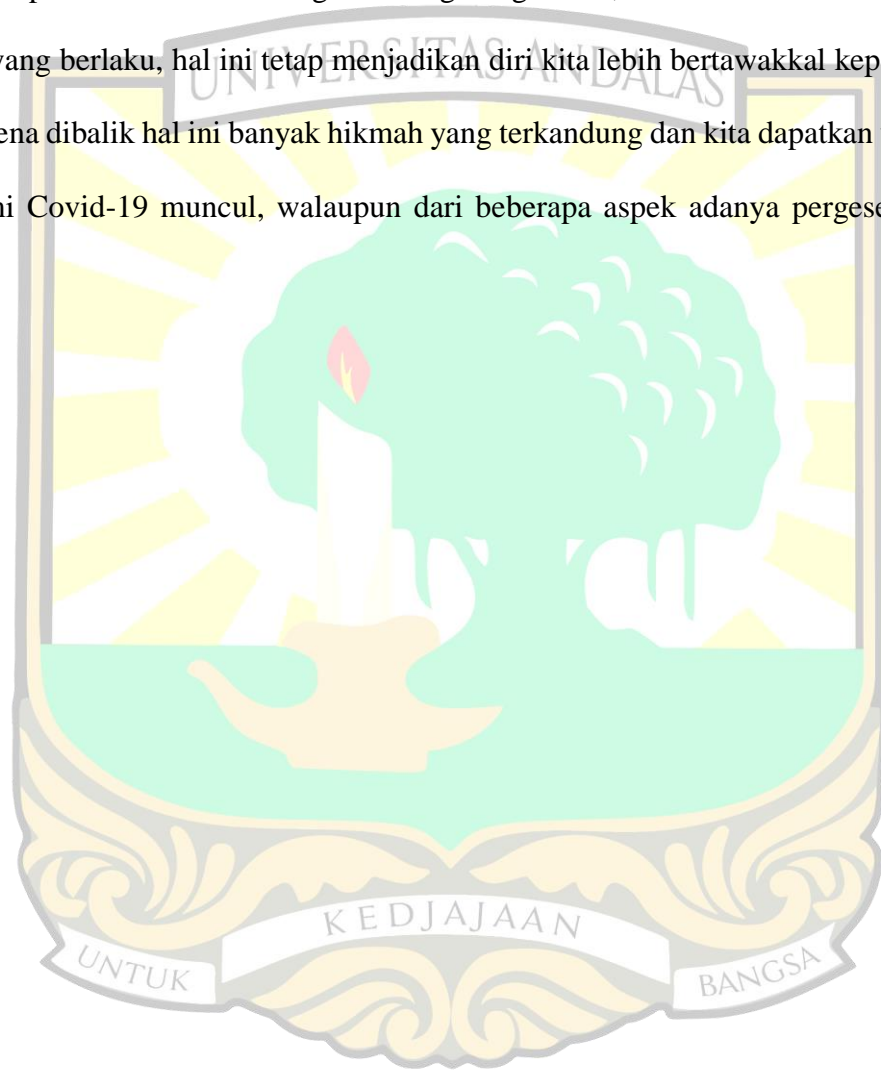 yang berlaku, hal ini tetap menjadikan diri kita lebih bertawakkal kep
UNIVERSITAS ANDALAS
ena dibalik hal ini banyak hikmah yang terkandung dan kita dapatkan
ni Covid-19 muncul, walaupun dari beberapa aspek adanya pergese
KEDJAJAAN
UNTUK
BANGSA